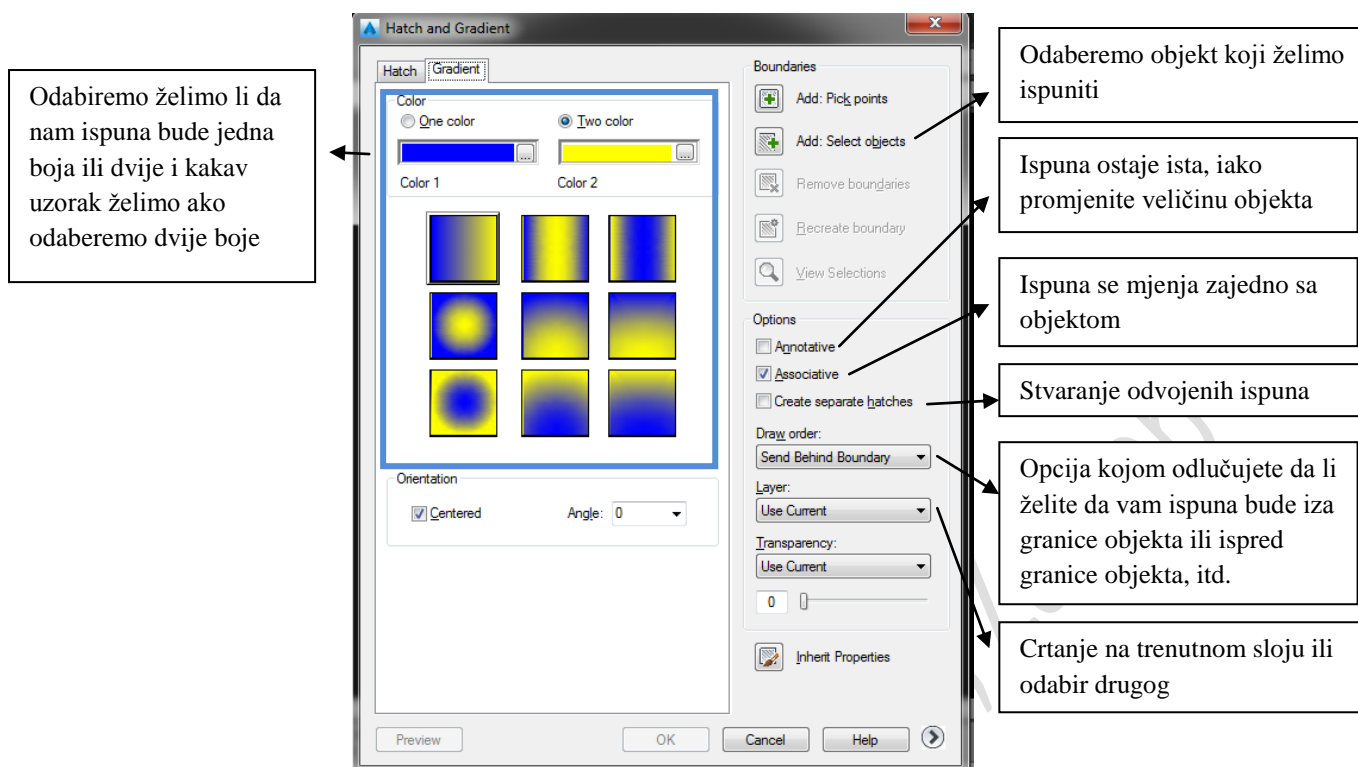 Hatch and Gradient
Odabiremo želimo li da
nam ispuna bude jedna
boja ili dvije i kakav
uzorak želimo ako
odaberemo dvije boje
Hatch
Gradient
Color
One color
Two color
...
...
Color 1
Color 2
Orientation
Centered
Angle:
0
Preview
OK
Boundaries
Add: Pick points
Add: Select objects
Remove boundaries
Recreate boundary
View Selections
Options
Annotative
Associative
Create separate hatches
Draw order:
Send Behind Boundary
Layer:
Use Current
Transparency:
Use Current
0
Inherit Properties
Cancel
Help
Odaberemo objekt koji želimo
ispuniti
Ispuna ostaje ista, iako
promjenite veličinu objekta
Ispuna se mjenja zajedno sa
objektom
Stvaranje odvojenih ispuna
Opcija kojom odlučujete da li
želite da vam ispuna bude iza
granice objekta ili ispred
granice objekta, itd.
Crtanje na trenutnom sloju ili
odabir drugog